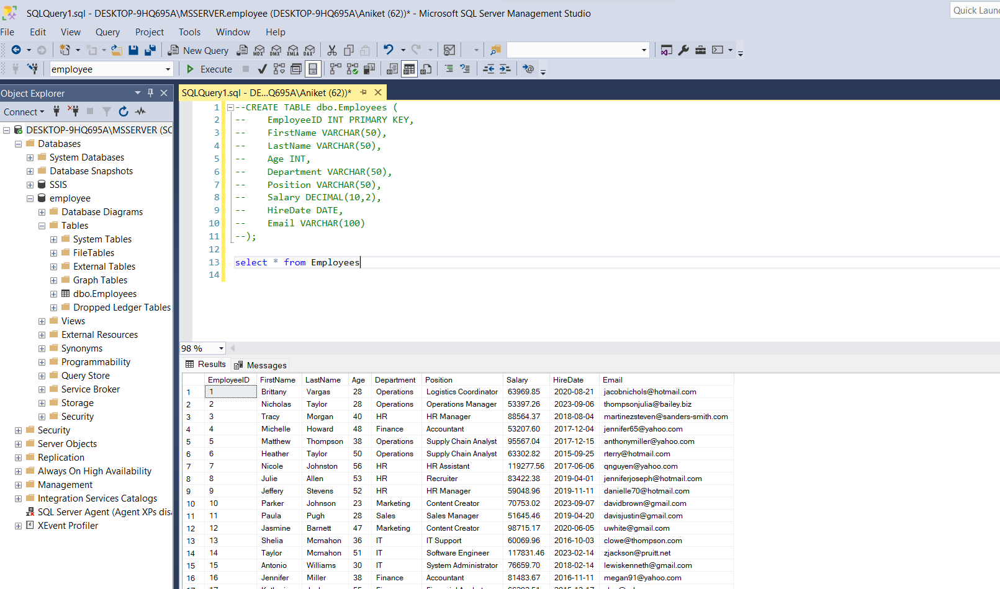 SQLQuery1.sql - DESKTOP-9HQ695A\MSSERVER.employee (DESKTOP-9HQ695A\Aniket (62))* - Microsoft SQL Server Management Studio
Quick Laun
File Edit View Query Project Tools Window Help
New Query MDX DMX XMLA DAX
employee Execute
Object Explorer
Connect
DESKTOP-9HQ695A\MSSERVER (SC
Databases
System Databases
Database Snapshots
SSIS
employee
Database Diagrams
Tables
System Tables
FileTables
External Tables
Graph Tables
dbo.Employees
Dropped Ledger Tables
Views
External Resources
Synonyms
Programmability
Query Store
Service Broker
Storage
Security
Security
Server Objects
Replication
Always On High Availability
Management
Integration Services Catalogs
SQL Server Agent (Agent XPs disa
XEvent Profiler
SQLQuery1.sql - DE...Q695A\Aniket (62))*
1 --CREATE TABLE dbo.Employees (
2 -- EmployeeID INT PRIMARY KEY,
3 -- FirstName VARCHAR(50),
4 -- LastName VARCHAR(50),
5 -- Age INT,
6 -- Department VARCHAR(50),
7 -- Position VARCHAR(50),
8 -- Salary DECIMAL(10,2),
9 -- HireDate DATE,
10 -- Email VARCHAR(100)
11 --);
12
13 select * from Employees
14
98 %
Results Messages
EmployeeID FirstName LastName Age Department Position Salary HireDate Email
1 1 Brittany Vargas 28 Operations Logistics Coordinator 63969.85 2020-08-21 jacobnichols@hotmail.com
2 2 Nicholas Taylor 28 Operations Operations Manager 53397.26 2023-09-06 thompsonjulia@bailey.biz
3 3 Tracy Morgan 40 HR HR Manager 88564.37 2018-08-04 martinezsteven@sanders-smith.com
4 4 Michelle Howard 48 Finance Accountant 53207.60 2017-12-04 jennifer65@yahoo.com
5 5 Matthew Thompson 38 Operations Supply Chain Analyst 95567.04 2017-12-15 anthonymiller@yahoo.com
6 6 Heather Taylor 50 Operations Supply Chain Analyst 63302.82 2015-09-25 rterry@hotmail.com
7 7 Nicole Johnston 56 HR HR Assistant 119277.56 2017-06-06 qnguyen@yahoo.com
8 8 Julie Allen 53 HR Recruiter 83422.38 2019-04-01 jenniferjoseph@hotmail.com
9 9 Jeffery Stevens 52 HR HR Manager 59048.96 2019-11-11 danielle70@hotmail.com
10 10 Parker Johnson 23 Marketing Content Creator 70753.02 2023-09-07 davidbrown@gmail.com
11 11 Paula Pugh 28 Sales Sales Manager 51645.46 2019-04-20 davisjustin@gmail.com
12 12 Jasmine Barnett 47 Marketing Content Creator 98715.17 2020-06-05 uwhite@gmail.com
13 13 Shelia Mcmahon 36 IT IT Support 60069.96 2016-10-03 clowe@thompson.com
14 14 Taylor Mcmahon 51 IT Software Engineer 117831.46 2023-02-14 zjackson@pruitt.net
15 15 Antonio Williams 30 IT System Administrator 76659.70 2018-02-14 lewiskenneth@gmail.com
16 16 Jennifer Miller 38 Finance Accountant 81483.67 2016-11-11 megan91@yahoo.com